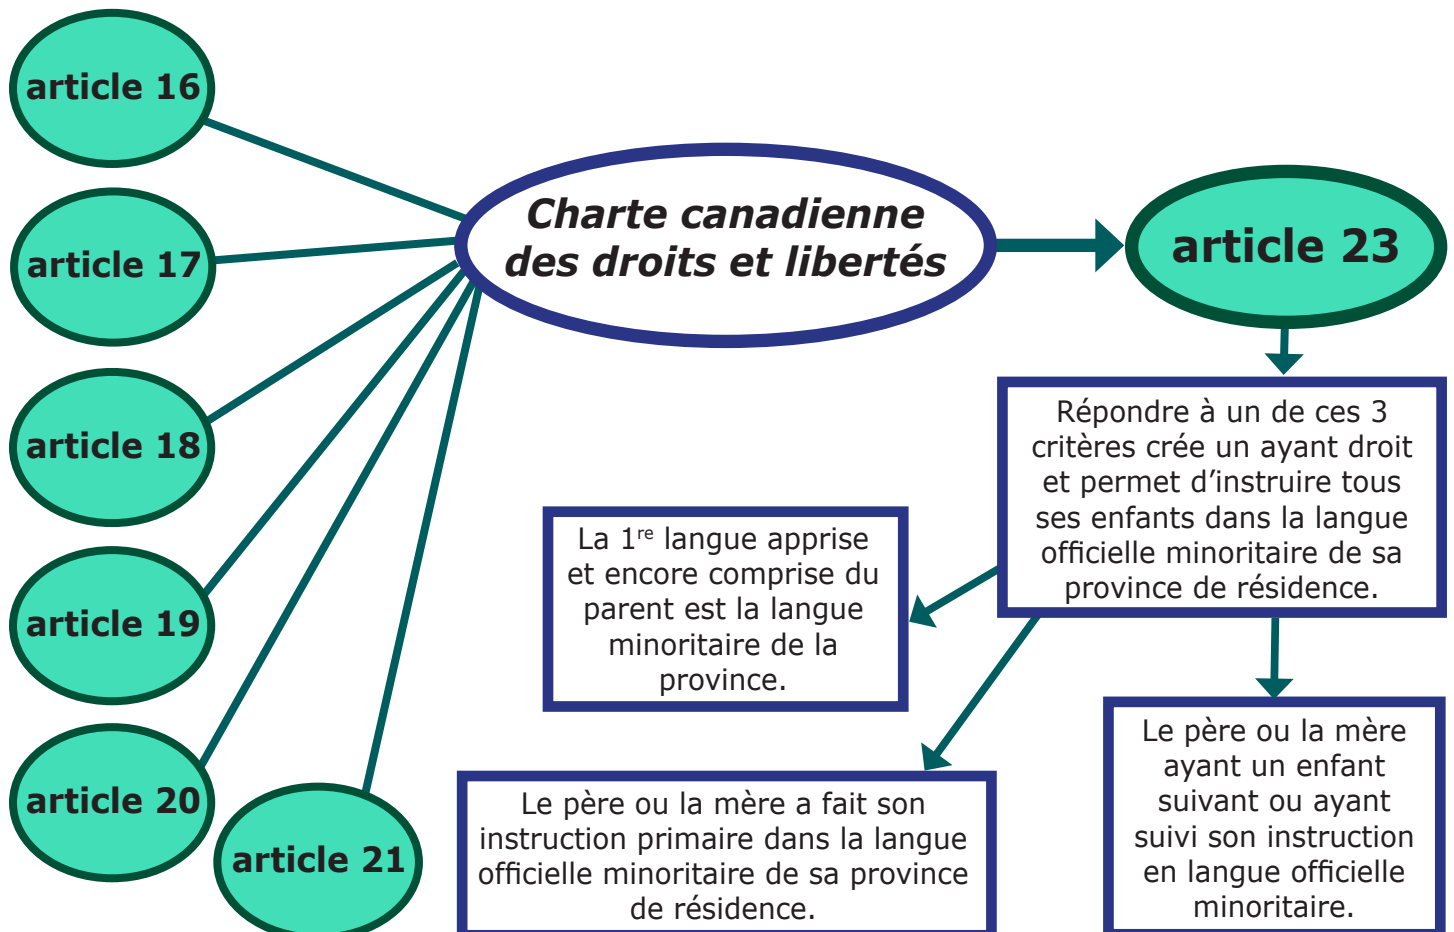 article 16
article 17
article 18
article 19
article 20
article 21
Charte canadienne
des droits et libertés
article 23
Répondre à un de ces 3
critères crée un ayant droit
et permet d’instruire tous
ses enfants dans la langue
officielle minoritaire de sa
province de résidence.
La 1re langue apprise
et encore comprise du
parent est la langue
minoritaire de la
province.
Le père ou la mère a fait son
instruction primaire dans la langue
officielle minoritaire de sa province
de résidence.
Le père ou la mère
ayant un enfant
suivant ou ayant
suivi son instruction
en langue officielle
minoritaire.